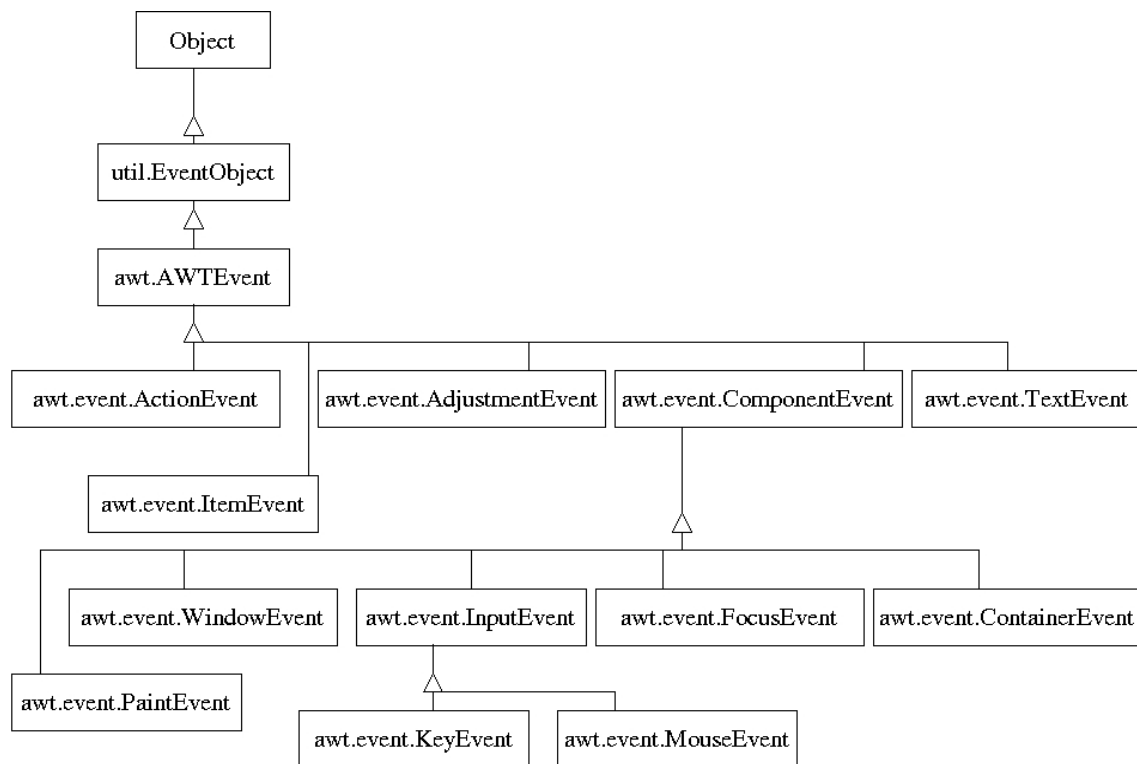 Object
util.EventObject
awt.AWTEvent
awt.event.ActionEvent
awt.event.AdjustmentEvent
awt.event.ComponentEvent
awt.event.TextEvent
awt.event.ItemEvent
awt.event.WindowEvent
awt.event.InputEvent
awt.event.FocusEvent
awt.event.ContainerEvent
awt.event.PaintEvent
awt.event.KeyEvent
awt.event.MouseEvent